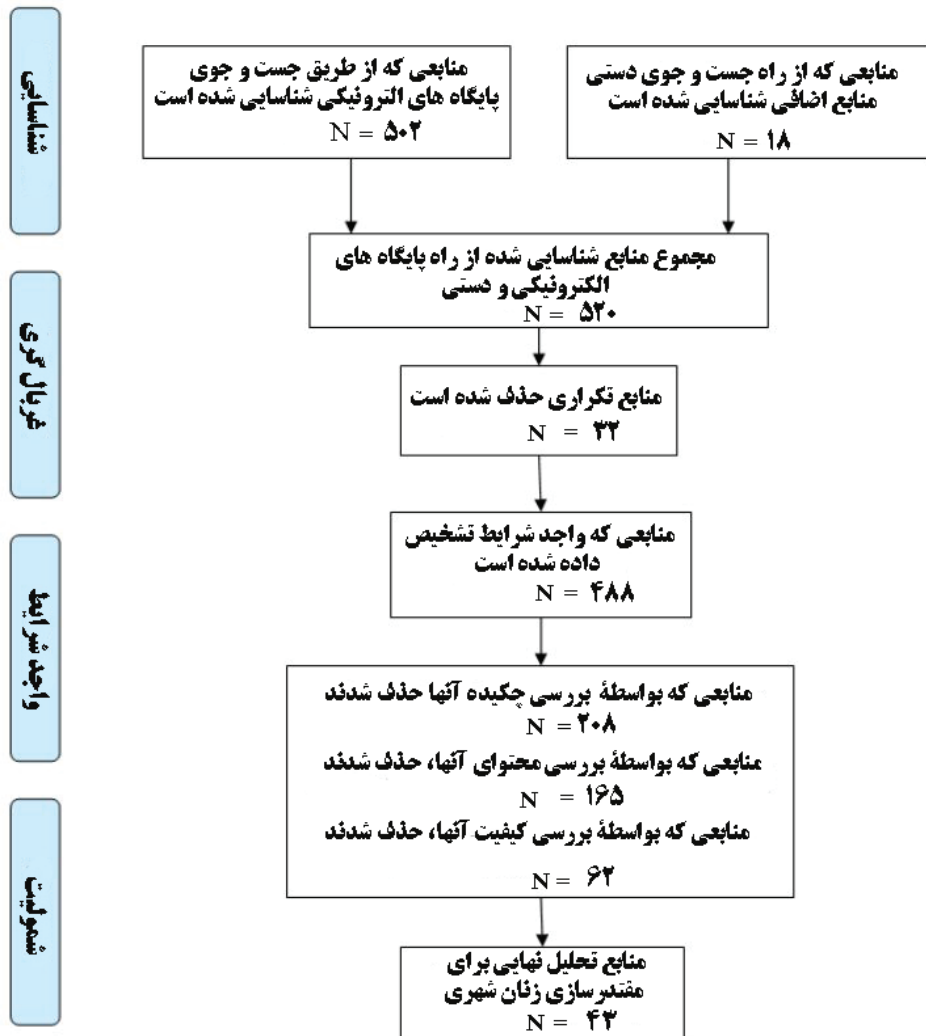 شناسایی
منابعی که از راه جست و جوی دستی
منابع اضافی شناسایی شده است
N = ۱۸
منابعی که از طریق جست و جوی
پایگاه های الترونیکی شناسایی شده است
N = ۵۰۲
مجموع منابع شناسایی شده از راه پایگاه های
الکترونیکی و دستی
N = ۵۲۰
غربال گری
منابع تکراری حذف شده است
N = ۳۲
واجد شرایط
منابعی که واجد شرایط تشخیص
داده شده است
N = ۴۸۸
منابعی که بواسطهٔ بررسی چکیده آنها حذف شدند
N = ۲۰۸
منابعی که بواسطهٔ بررسی محتوای آنها، حذف شدند
N = ۱۶۵
منابعی که بواسطهٔ بررسی کیفیت آنها، حذف شدند
N = ۶۲
شمولیت
منابع تحلیل نهایی برای
مقتدرسازی زنان شهری
N = ۴۳